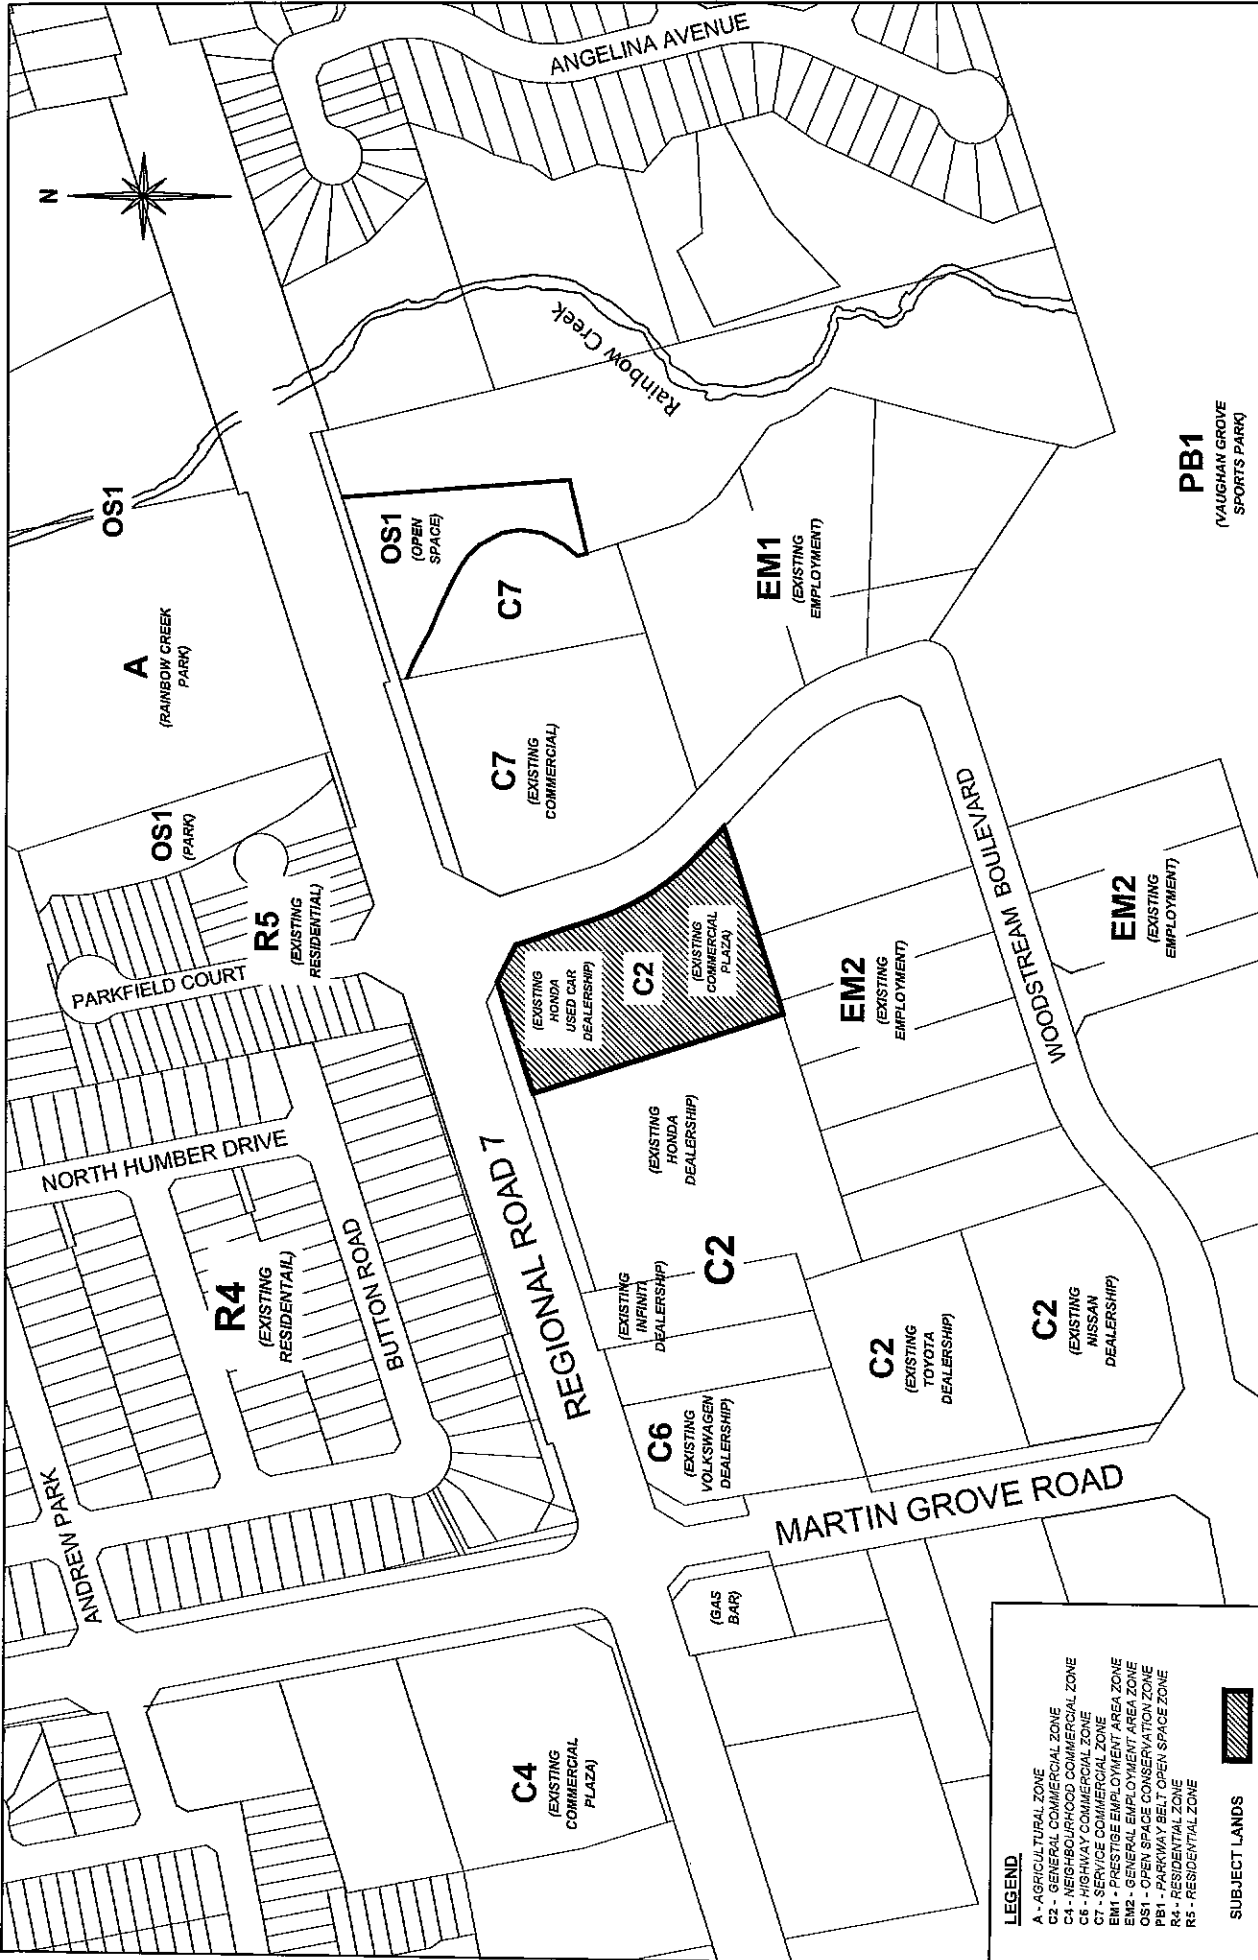 ANGELINA AVENUE
N
Rainbow Creek
OS1
A
(RAINBOW CREEK
PARK)
OS1
(OPEN
SPACE)
C7
C7
(EXISTING
COMMERCIAL)
EM1
(EXISTING
EMPLOYMENT)
PB1
(VAUGHAN GROVE
SPORTS PARK)
OS1
(PARK)
R5
(EXISTING
RESIDENTIAL)
PARKFIELD COURT
(EXISTING
HONDA
USED CAR
DEALERSHIP)
C2
(EXISTING
COMMERCIAL
PLAZA)
EM2
(EXISTING
EMPLOYMENT)
WOODSTREAM BOULEVARD
EM2
(EXISTING
EMPLOYMENT)
NORTH HUMBER DRIVE
R4
(EXISTING
RESIDENTAIL)
BUTTON ROAD
REGIONAL ROAD 7
(EXISTING
HONDA
DEALERSHIP)
C2
(EXISTING
INFINITI
DEALERSHIP)
C6
(EXISTING
VOLKSWAGEN
DEALERSHIP)
C2
(EXISTING
TOYOTA
DEALERSHIP)
C2
(EXISTING
NISSAN
DEALERSHIP)
MARTIN GROVE ROAD
ANDREW PARK
(GAS
BAR)
C4
(EXISTING
COMMERCIAL
PLAZA)
LEGEND
A - AGRICULTURAL ZONE
C2 - GENERAL COMMERCIAL ZONE
C4 - NEIGHBOURHOOD COMMERCIAL ZONE
C6 - HIGHWAY COMMERCIAL ZONE
C7 - SERVICE COMMERCIAL ZONE
EM1 - PRESTIGE EMPLOYMENT AREA ZONE
EM2 - GENERAL EMPLOYMENT AREA ZONE
OS1 - OPEN SPACE CONSERVATION ZONE
PB1 - PARKWAY BELT OPEN SPACE ZONE
R4 - RESIDENTIAL ZONE
R5 - RESIDENTIAL ZONE
SUBJECT LANDS